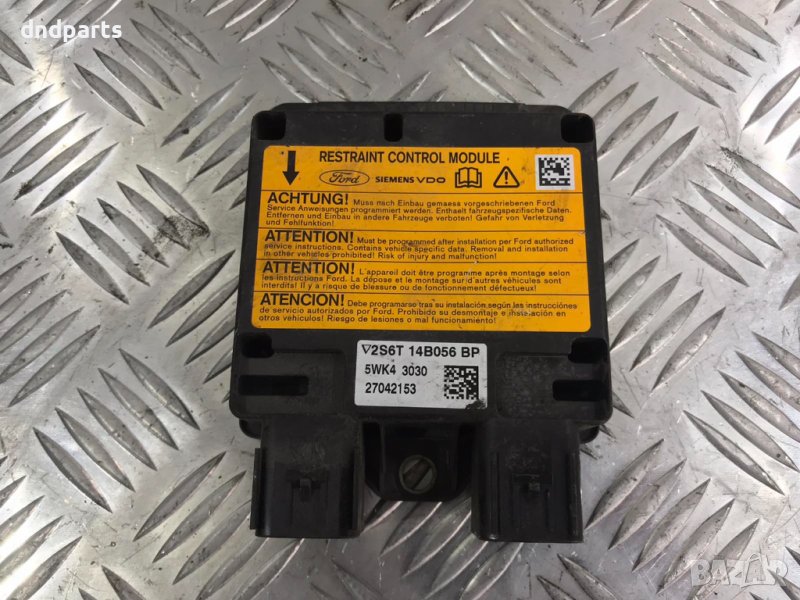 dndparts
RESTRAINT CONTROL MODULE
Ford SIEMENS VDO
ACHTUNG! Muss nach Einbau gemaess vorgeschriebenen Ford
Service Anweisungen programmiert werden. Enthält fahrzeugspezifische Daten.
Entfernen und Einbau in andere Fahrzeuge verboten! Gefahr von Verletzung
und Fehlfunktion!
ATTENTION! Must be programmed after installation per Ford authorized
service instructions. Contains vehicle specific data. Removal and installation
in other vehicles prohibited! Risk of injury and malfunction!
ATTENTION! L'appareil doit être programme après montage selon
les instructions Ford. La dépose et le montage sur d'autres véhicules sont
interdits! Il y a risque de blessure ou de fonctionnement défectueux!
ATENCION! Debe programarse tras su instalación según las instrucciónes
de servicio autorizados por Ford. Prohibido su desmontaje e instalación en
otros vehículos! Riesgo de lesiones o mal funcionamiento!
2S6T 14B056 BP
5WK4 3030
27042153
BAZAR